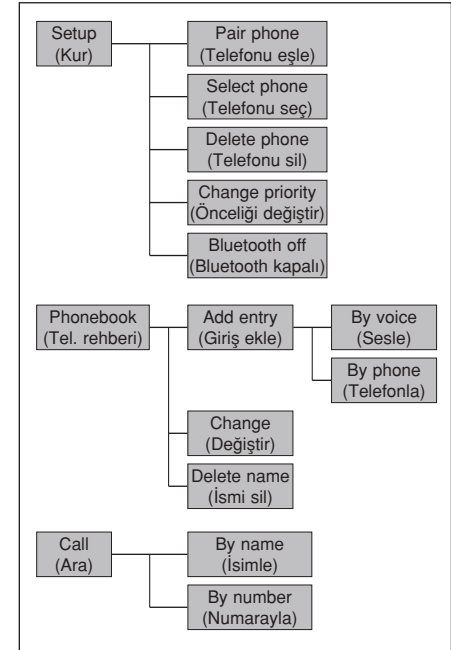 Setup
(Kur)
Pair phone
(Telefonu eşle)
Select phone
(Telefonu seç)
Delete phone
(Telefonu sil)
Change priority
(Önceliği değiştir)
Bluetooth off
(Bluetooth kapalı)
Phonebook
(Tel. rehberi)
Add entry
(Giriş ekle)
By voice
(Sesle)
By phone
(Telefonla)
Change
(Değiştir)
Delete name
(İsmi sil)
Call
(Ara)
By name
(İsimle)
By number
(Numarayla)